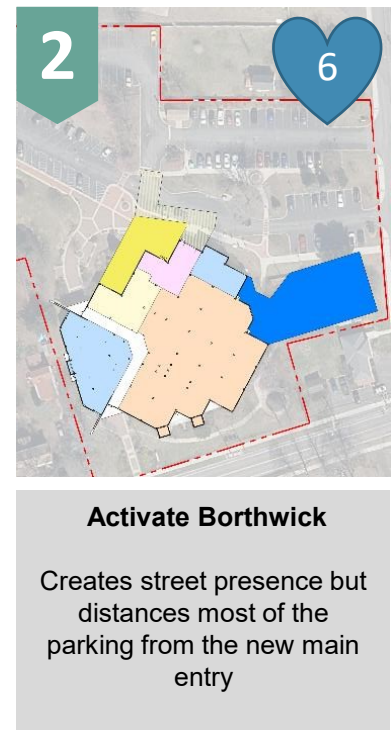 2
6
Activate Borthwick
Creates street presence but
distances most of the
parking from the new main
entry